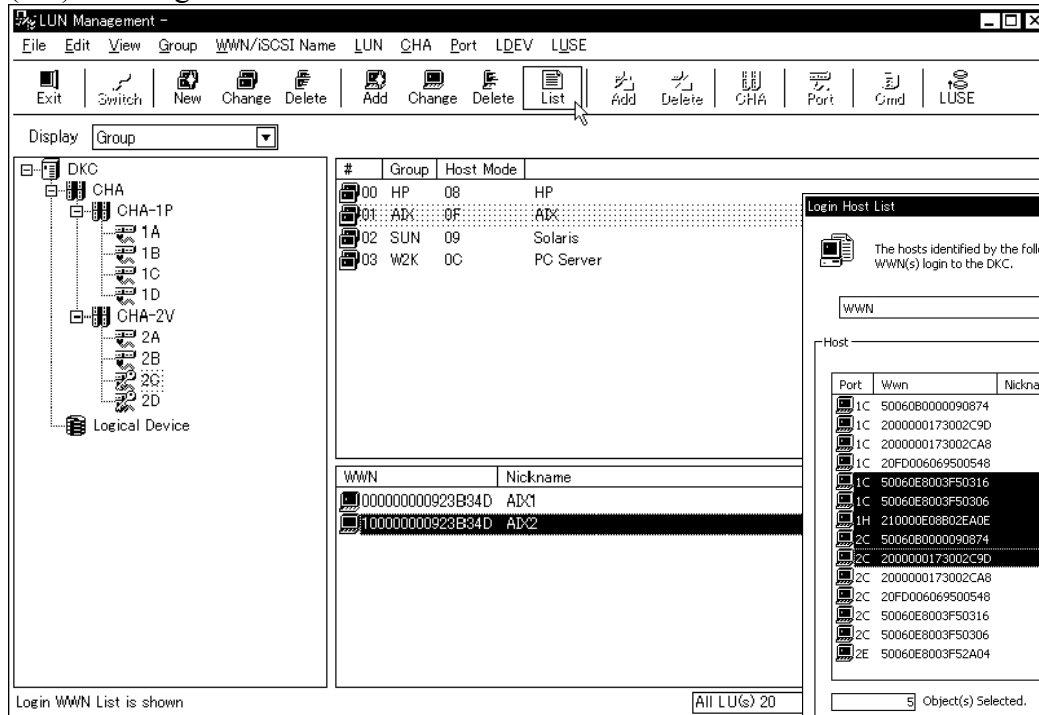 LUN Management -
File Edit View Group WWN/iSCSI Name LUN CHA Port LDEV LUSE
Exit Switch New Change Delete Add Change Delete List Add Delete CHA Port Cmd LUSE
Display Group
DKC
CHA
CHA-1P
1A
1B
1C
1D
CHA-2V
2A
2B
2C
2D
Logical Device
# Group Host Mode
00 HP 08 HP
01 AIX 0F AIX
02 SUN 09 Solaris
03 W2K 0C PC Server
WWN Nickname
000000000923B34D AIX1
100000000923B34D AIX2
Login Host List
The hosts identified by the
WWN(s) login to the DKC.
WWN
Host
Port Wwn
1C 50060B0000090874
1C 2000000173002C9D
1C 2000000173002CA8
1C 20FD006069500548
1C 50060E8003F50316
1C 50060E8003F50306
1H 210000E08B02EA0E
2C 50060B0000090874
2C 2000000173002C9D
2C 2000000173002CA8
2C 20FD006069500548
2C 50060E8003F50316
2C 50060E8003F50306
2E 50060E8003F52A04
5 Object(s) Selected.
Login WWN List is shown
All LU(s) 20